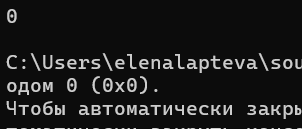 0
C:\Users\elenalapteva\sou
одом 0 (0x0).
Чтобы автоматически закры